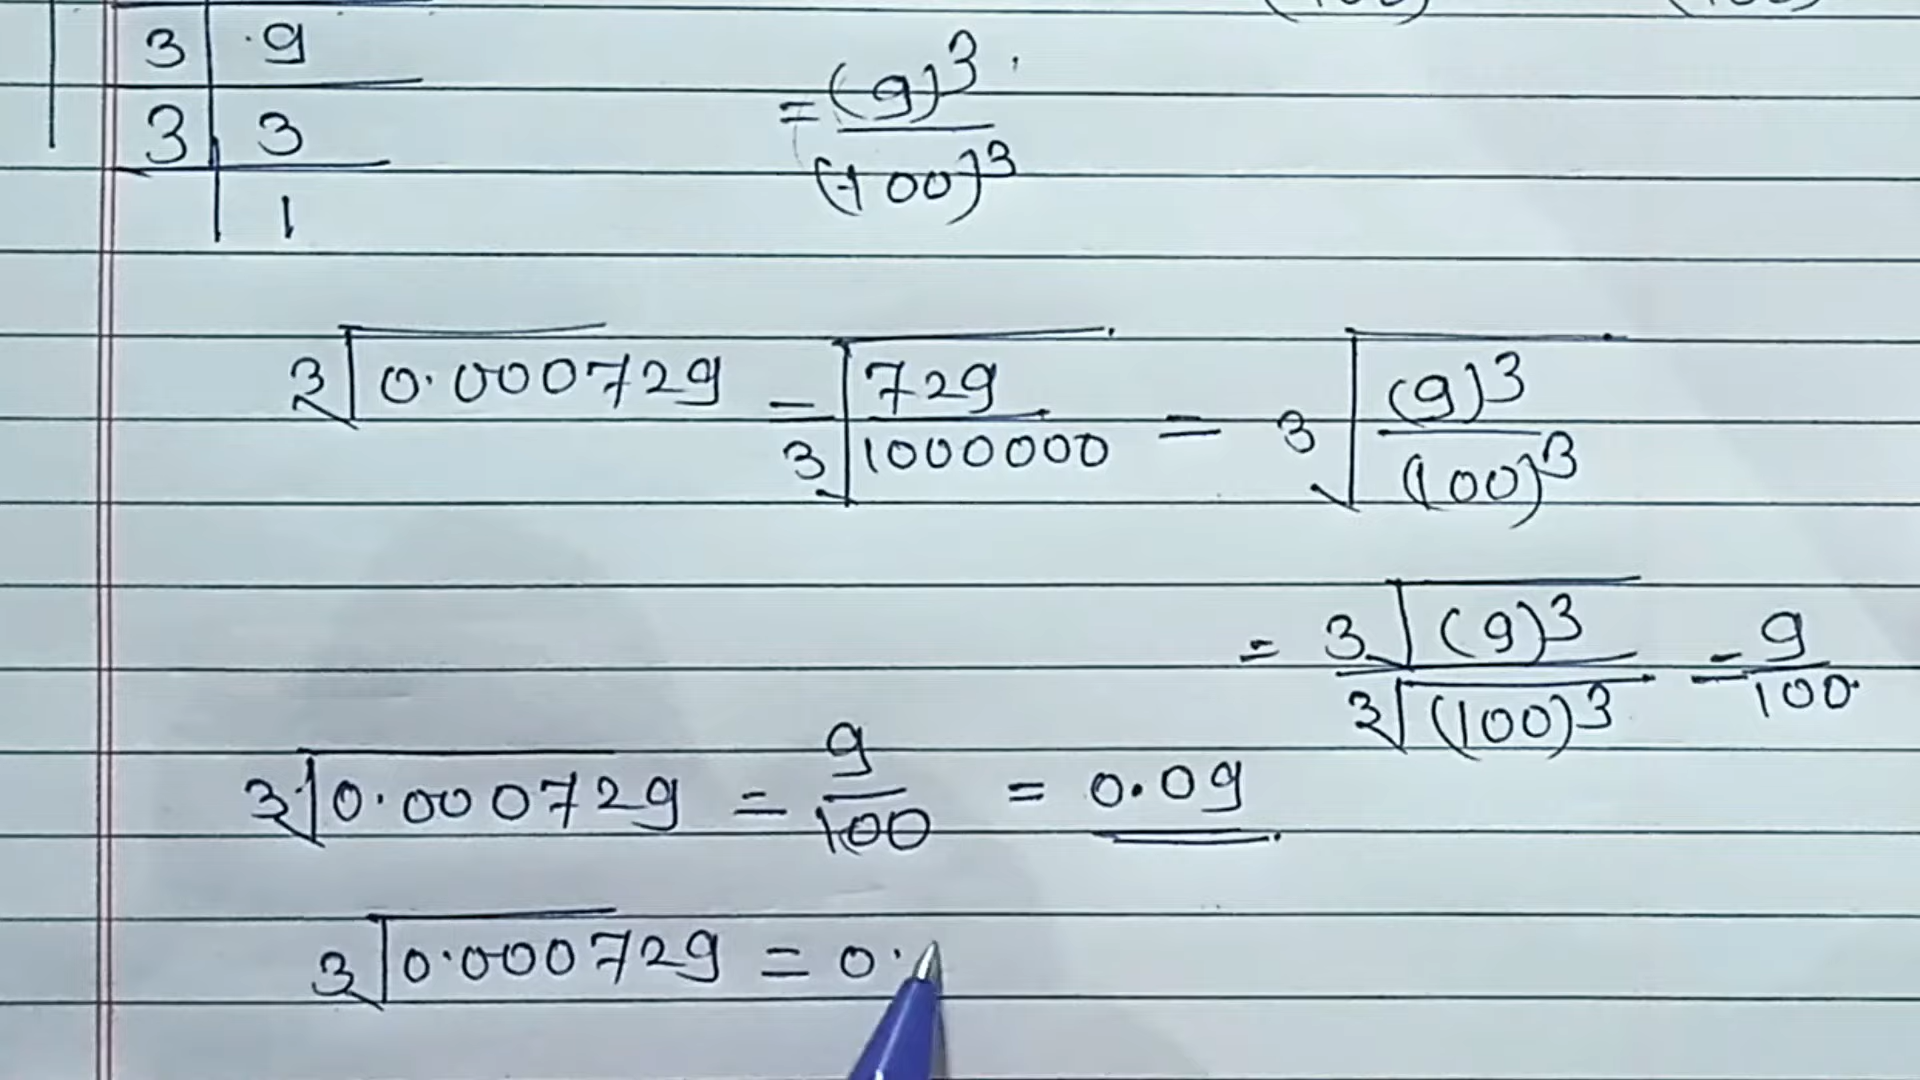 3 | 9
3 | 3
1
= (9)³ / (100)³
∛0.000729 = ∛(729 / 1000000) = ∛((9)³ / (100)³)
= ∛(9)³ / ∛(100)³ = 9 / 100
∛0.000729 = 9 / 100 = 0.09
∛0.000729 = 0.